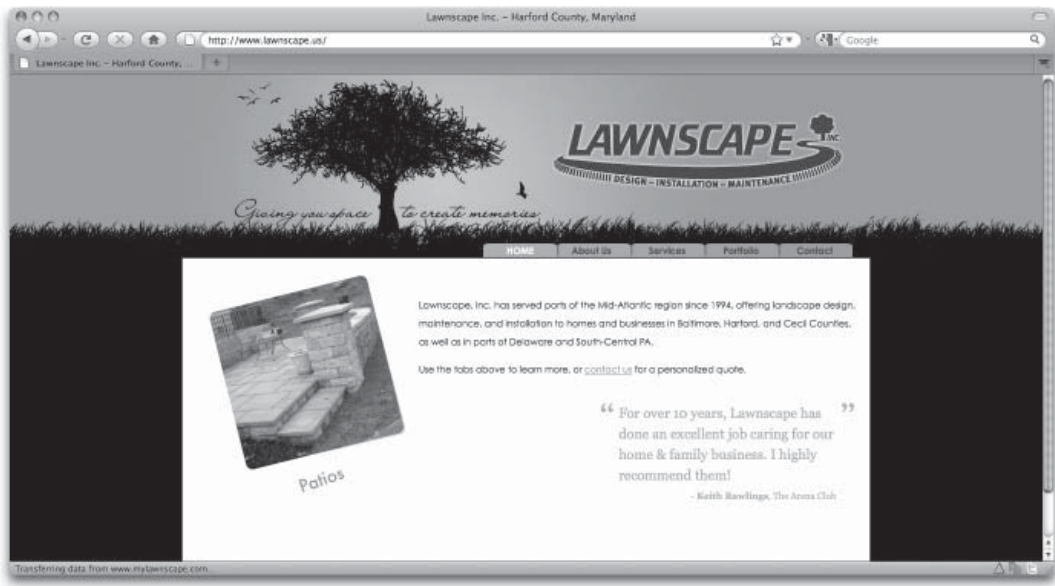 Lawnscape Inc. – Harford County, Maryland
http://www.lawnscape.us/
Google
Lawnscape Inc. – Harford County, ...
LAWNSCAPE INC.
DESIGN – INSTALLATION – MAINTENANCE
Giving you space to create memories
HOME About Us Services Portfolio Contact
Lawnscape, Inc. has served parts of the Mid-Atlantic region since 1994, offering landscape design,
maintenance, and installation to homes and businesses in Baltimore, Harford, and Cecil Counties,
as well as in parts of Delaware and South-Central PA.
Use the tabs above to learn more, or contact us for a personalized quote.
Patios
“ For over 10 years, Lawnscape has ”
done an excellent job caring for our
home & family business. I highly
recommend them!
- Keith Rawlings, The Arena Club
Transferring data from www.mylawnscape.com...